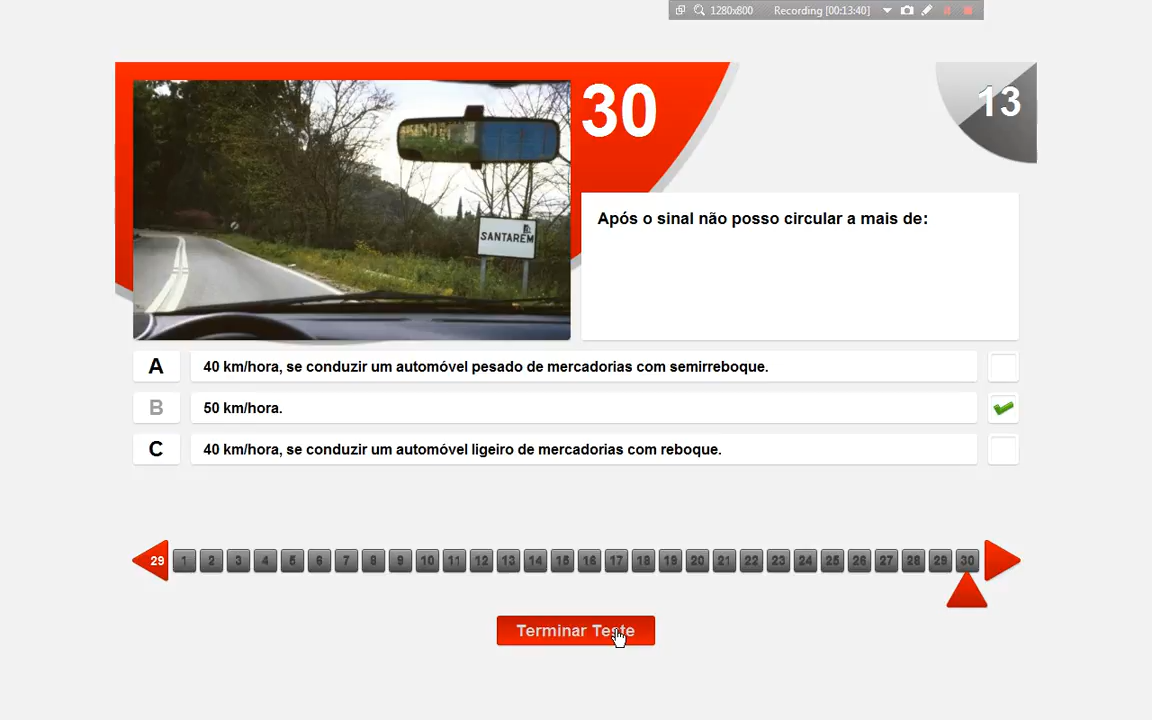 1280x800 Recording [00:13:40]
30
13
SANTARÉM
Após o sinal não posso circular a mais de:
A 40 km/hora, se conduzir um automóvel pesado de mercadorias com semirreboque.
B 50 km/hora.
C 40 km/hora, se conduzir um automóvel ligeiro de mercadorias com reboque.
29 1 2 3 4 5 6 7 8 9 10 11 12 13 14 15 16 17 18 19 20 21 22 23 24 25 26 27 28 29 30
Terminar Teste